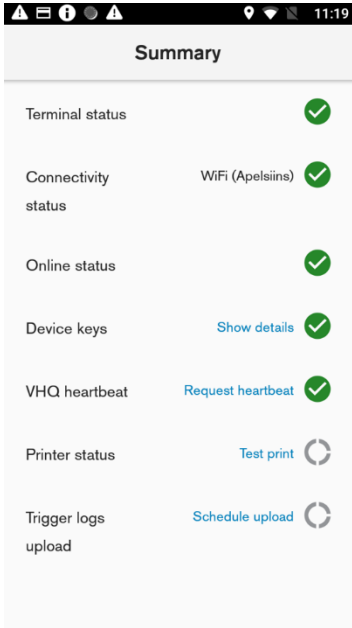 11:19
Summary
Terminal status
Connectivity status
WiFi (Apelsiins)
Online status
Device keys
Show details
VHQ heartbeat
Request heartbeat
Printer status
Test print
Trigger logs upload
Schedule upload